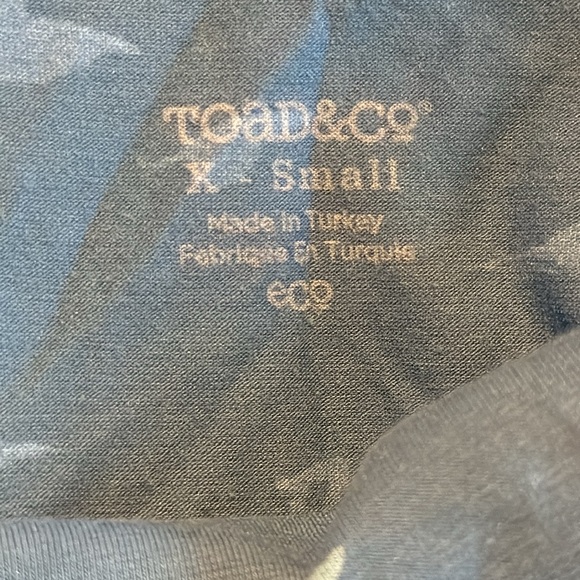 TOAD&CO®
X - Small
Made in Turkey
Fabriqué En Turquie
eco